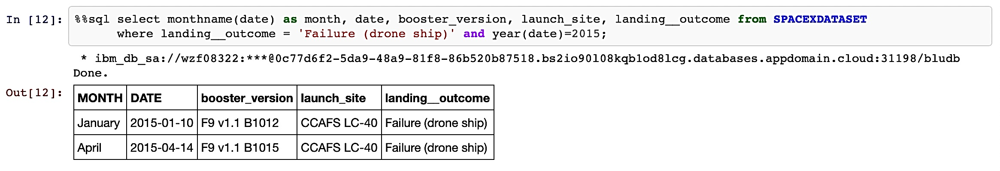 In [12]: %%sql select monthname(date) as month, date, booster_version, launch_site, landing__outcome from SPACEXDATASET
where landing__outcome = 'Failure (drone ship)' and year(date)=2015;
* ibm_db_sa://wzf08322:***@0c77d6f2-5da9-48a9-81f8-86b520b87518.bs2io90l08kqb1od8lcg.databases.appdomain.cloud:31198/bludb
Done.
Out[12]:
MONTH DATE booster_version launch_site landing__outcome
January 2015-01-10 F9 v1.1 B1012 CCAFS LC-40 Failure (drone ship)
April 2015-04-14 F9 v1.1 B1015 CCAFS LC-40 Failure (drone ship)